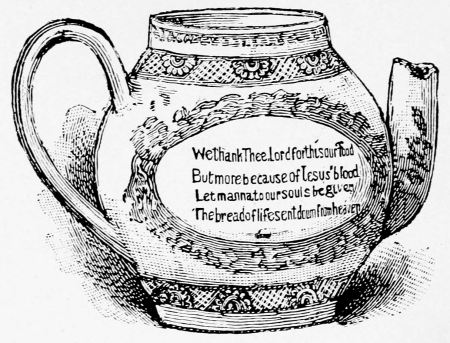 We thank Thee Lord for this our Food
But more because of Jesus' blood
Let manna to our souls be given
The bread of life sent down from heaven